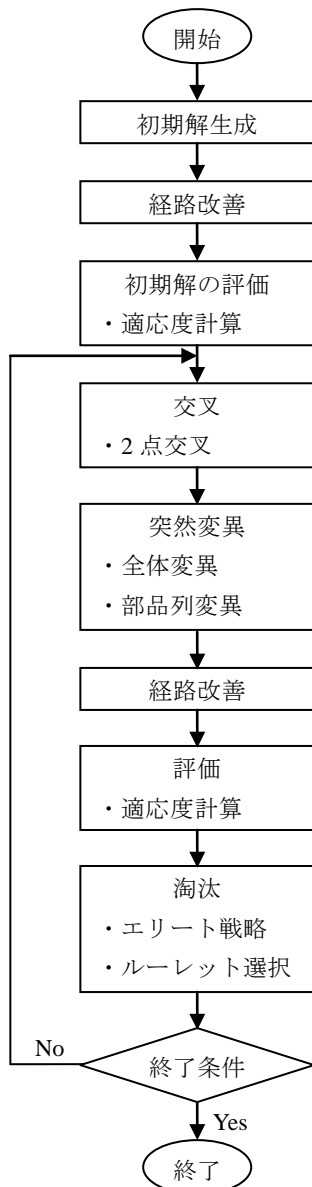 開始
初期解生成
経路改善
初期解の評価
・適応度計算
交叉
・2 点交叉
突然変異
・全体変異
・部品列変異
経路改善
評価
・適応度計算
淘汰
・エリート戦略
・ルーレット選択
No
終了条件
Yes
終了